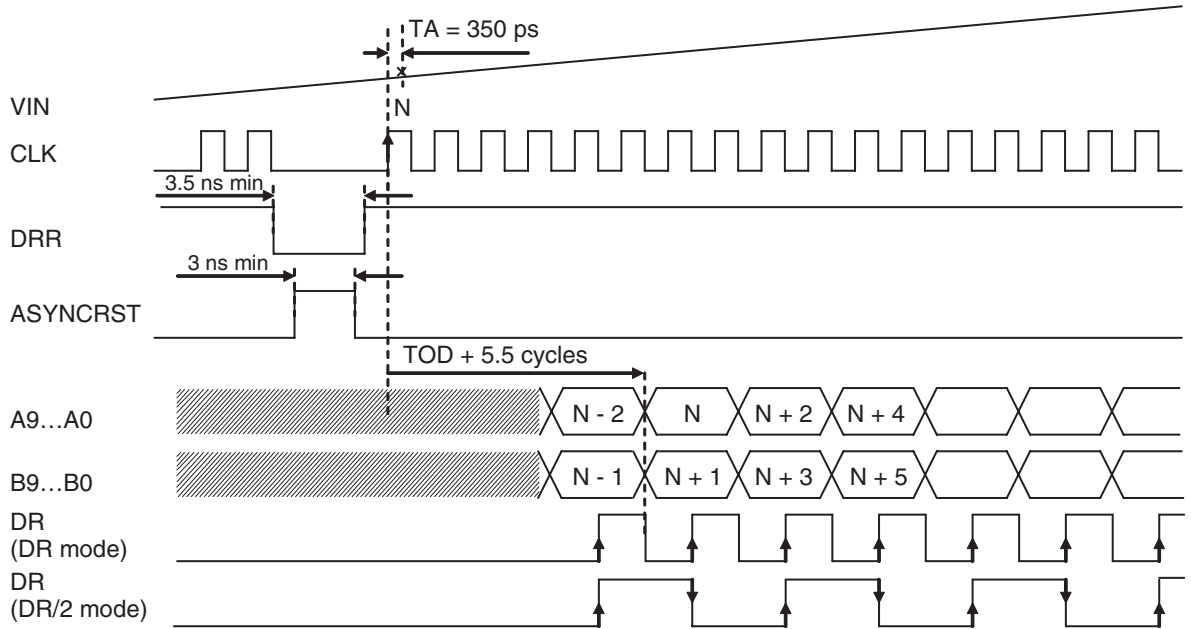 TA = 350 ps
VIN
N
CLK
3.5 ns min
DRR
3 ns min
ASYNCRST
TOD + 5.5 cycles
A9...A0
N - 2
N
N + 2
N + 4
B9...B0
N - 1
N + 1
N + 3
N + 5
DR
(DR mode)
DR
(DR/2 mode)